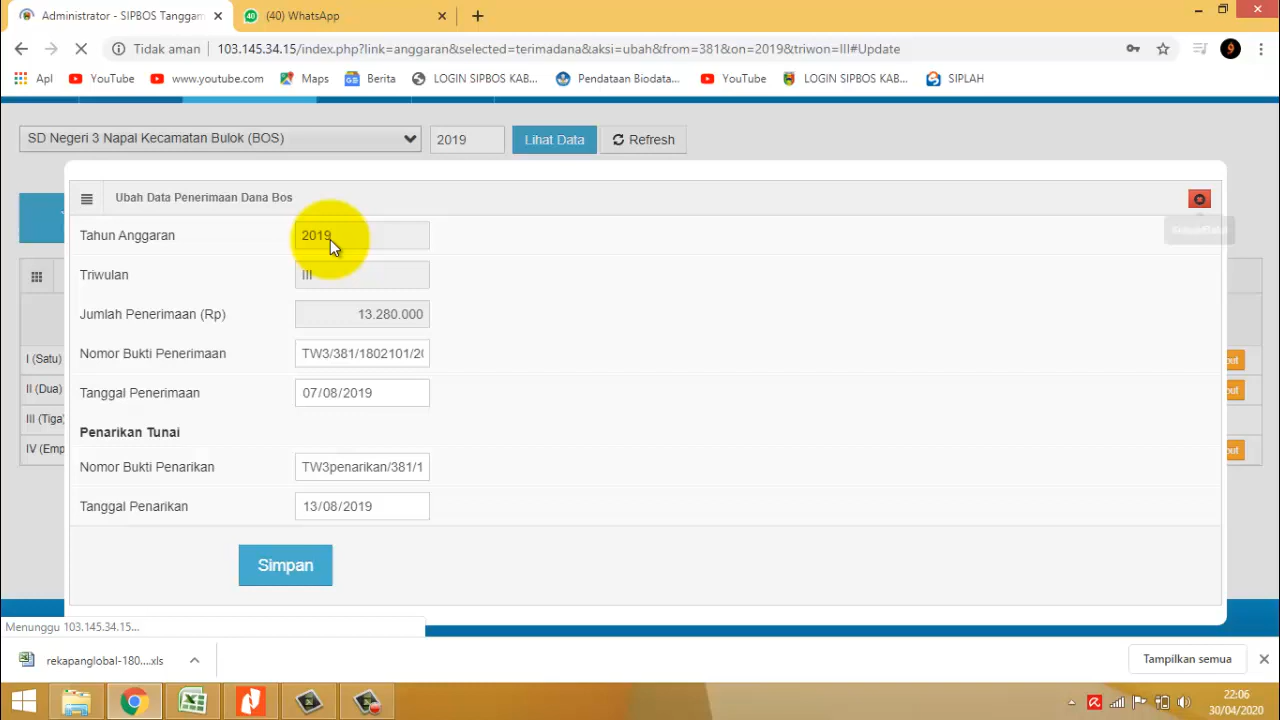 Administrator - SIPBOS Tanggam
(40) WhatsApp
Tidak aman
103.145.34.15/index.php?link=anggaran&selected=terimadana&aksi=ubah&from=381&on=2019&triwon=III#Update
Apl
YouTube
www.youtube.com
Maps
Berita
LOGIN SIPBOS KAB...
Pendataan Biodata...
YouTube
LOGIN SIPBOS KAB...
SIPLAH
SD Negeri 3 Napal Kecamatan Bulok (BOS)
2019
Lihat Data
Refresh
Ubah Data Penerimaan Dana Bos
Tahun Anggaran
2019
Triwulan
III
Jumlah Penerimaan (Rp)
13.280.000
Nomor Bukti Penerimaan
TW3/381/1802101/20
Tanggal Penerimaan
07/08/2019
Penarikan Tunai
Nomor Bukti Penarikan
TW3penarikan/381/1
Tanggal Penarikan
13/08/2019
Simpan
I (Satu)
II (Dua)
III (Tiga)
IV (Emp
Menunggu 103.145.34.15...
rekapanglobal-180....xls
Tampilkan semua
22:06
30/04/2020